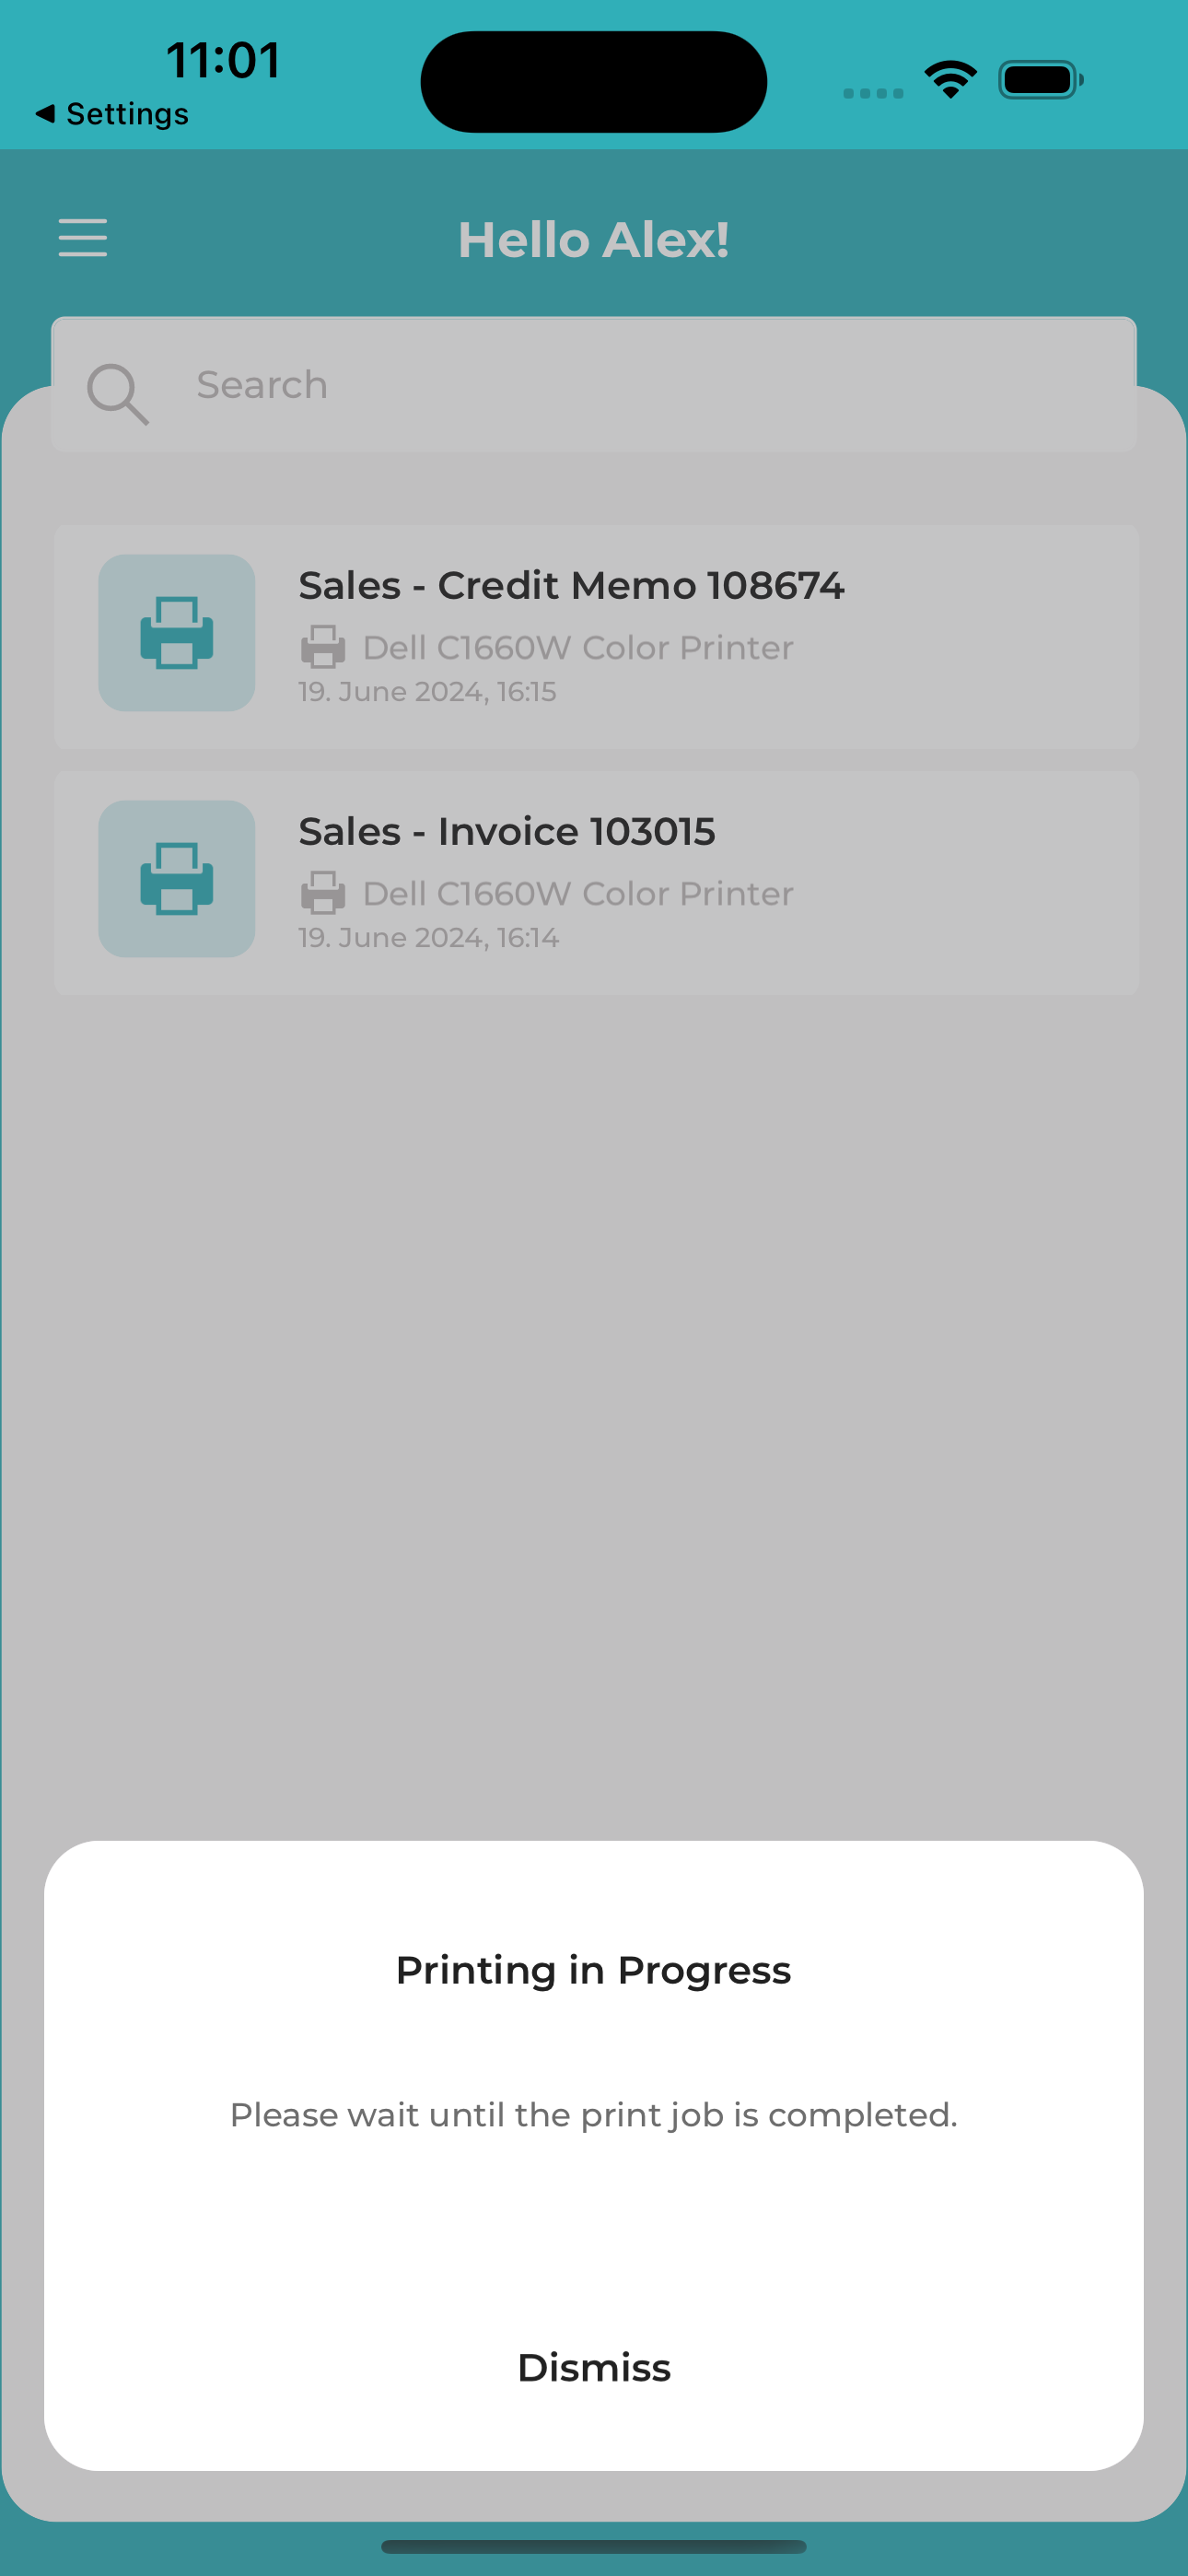 11:01
◀ Settings
Hello Alex!
Search
Sales - Credit Memo 108674
Dell C1660W Color Printer
19. June 2024, 16:15
Sales - Invoice 103015
Dell C1660W Color Printer
19. June 2024, 16:14
Printing in Progress
Please wait until the print job is completed.
Dismiss